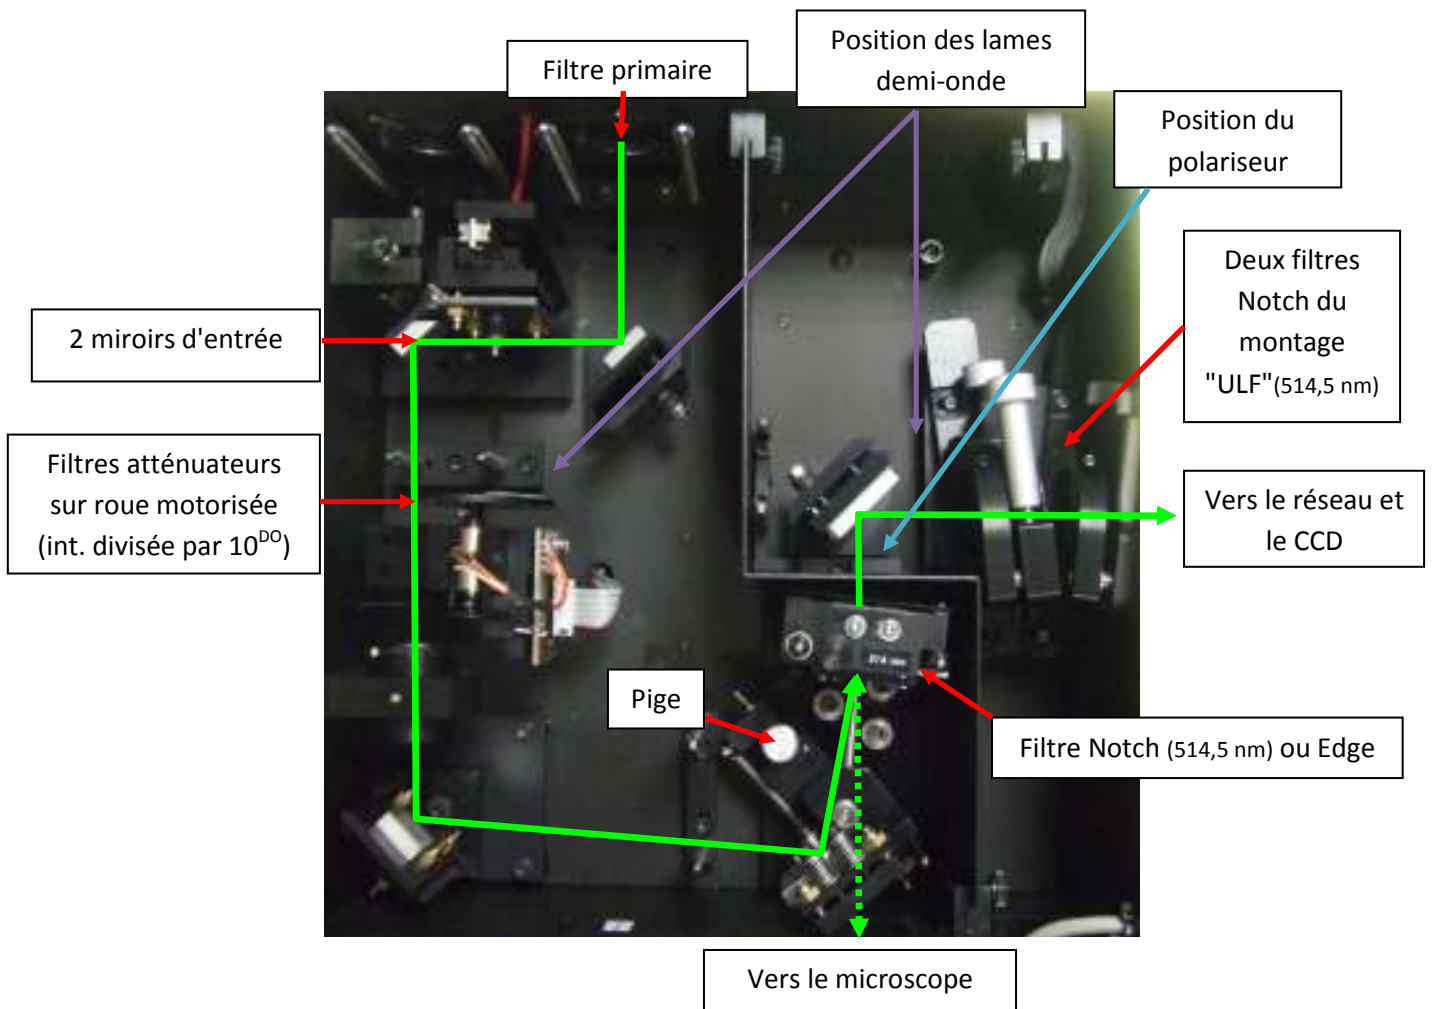 Filtre primaire
Position des lames
demi-onde
Position du
polariseur
2 miroirs d'entrée
Deux filtres
Notch du
montage
"ULF"(514,5 nm)
Filtres atténuateurs
sur roue motorisée
(int. divisée par 10^DO)
Vers le réseau et
le CCD
Pige
Filtre Notch (514,5 nm) ou Edge
Vers le microscope